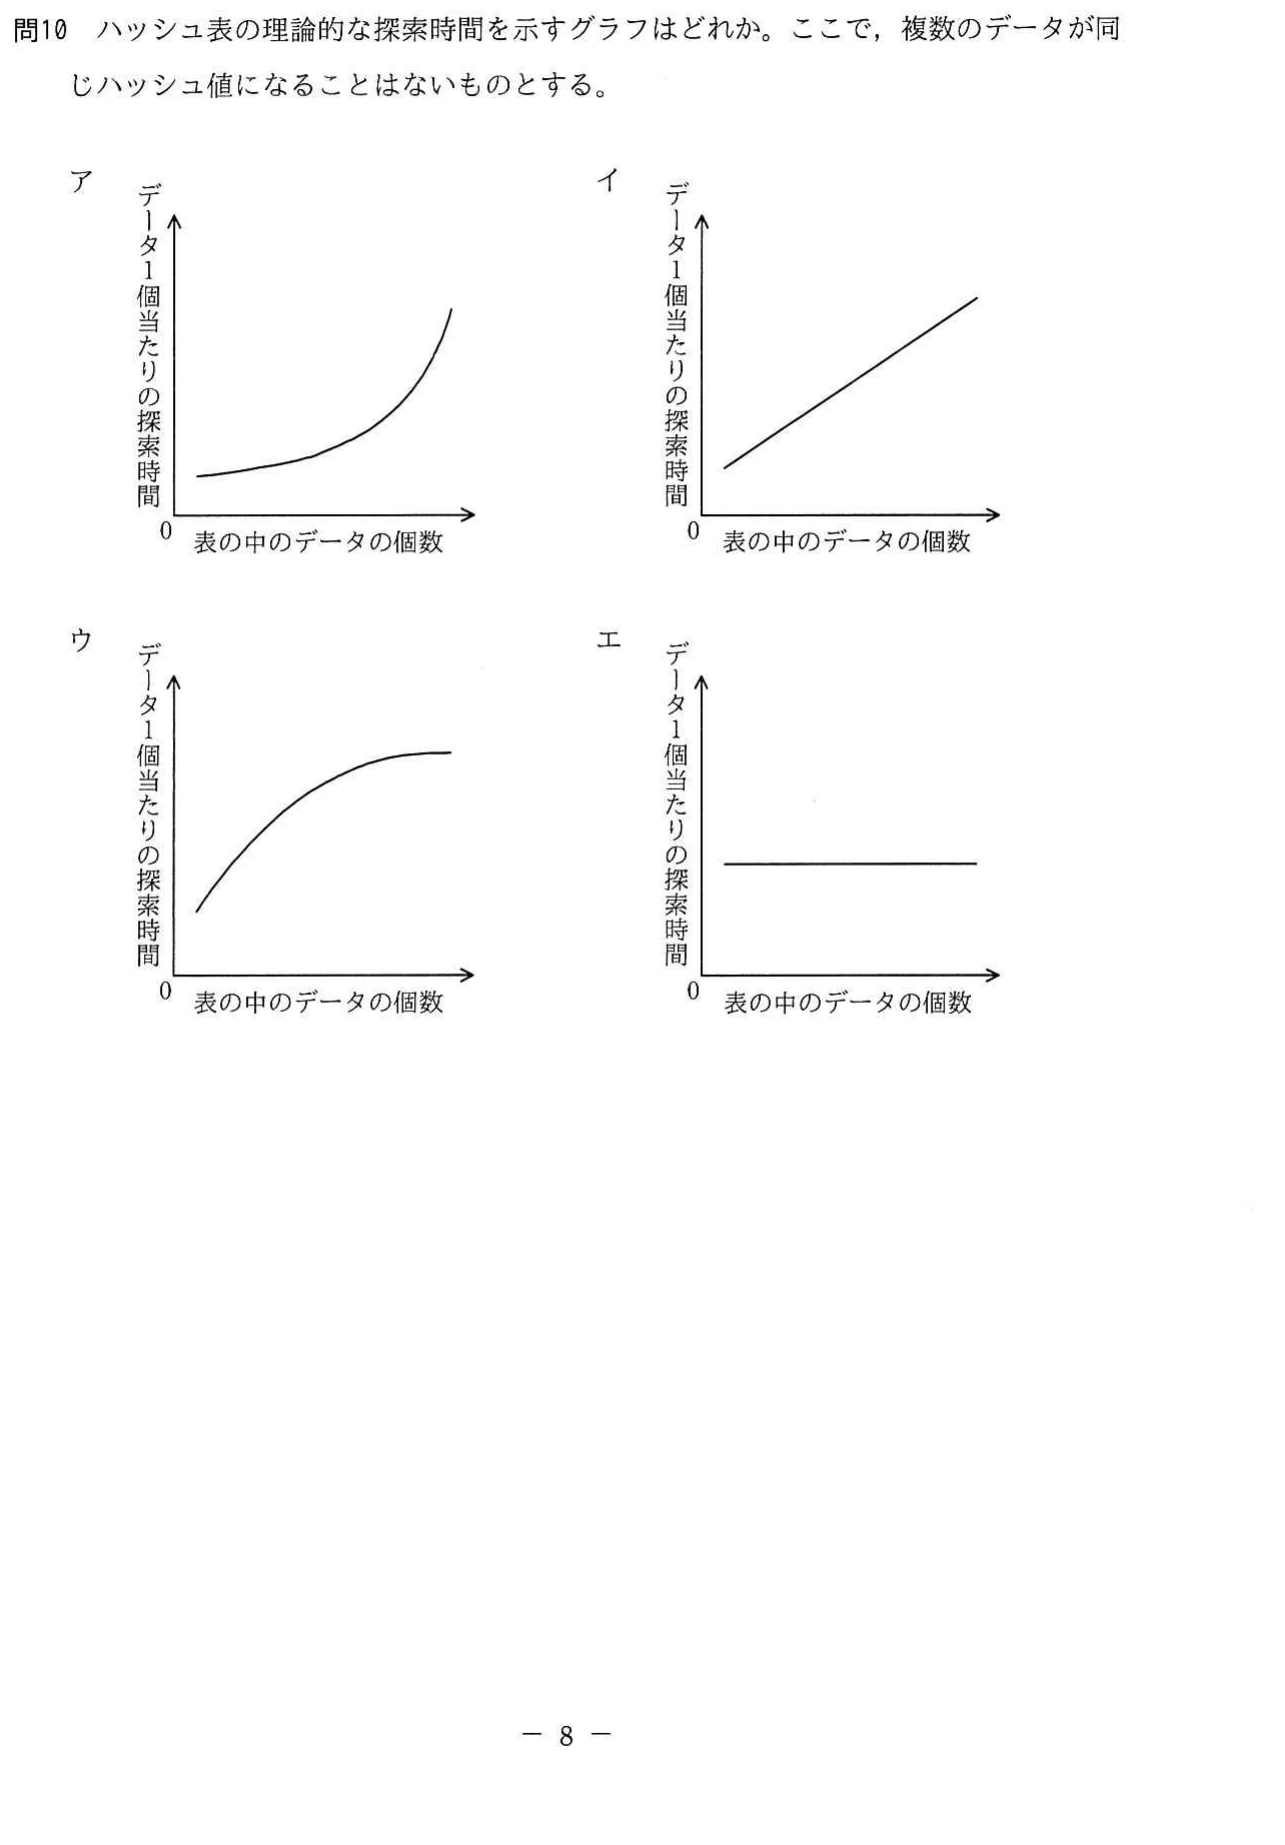 問10　ハッシュ表の理論的な探索時間を示すグラフはどれか。ここで，複数のデータが同
じハッシュ値になることはないものとする。
ア
データ1個当たりの探索時間
0
表の中のデータの個数
イ
データ1個当たりの探索時間
0
表の中のデータの個数
ウ
データ1個当たりの探索時間
0
表の中のデータの個数
エ
データ1個当たりの探索時間
0
表の中のデータの個数
－ 8 －